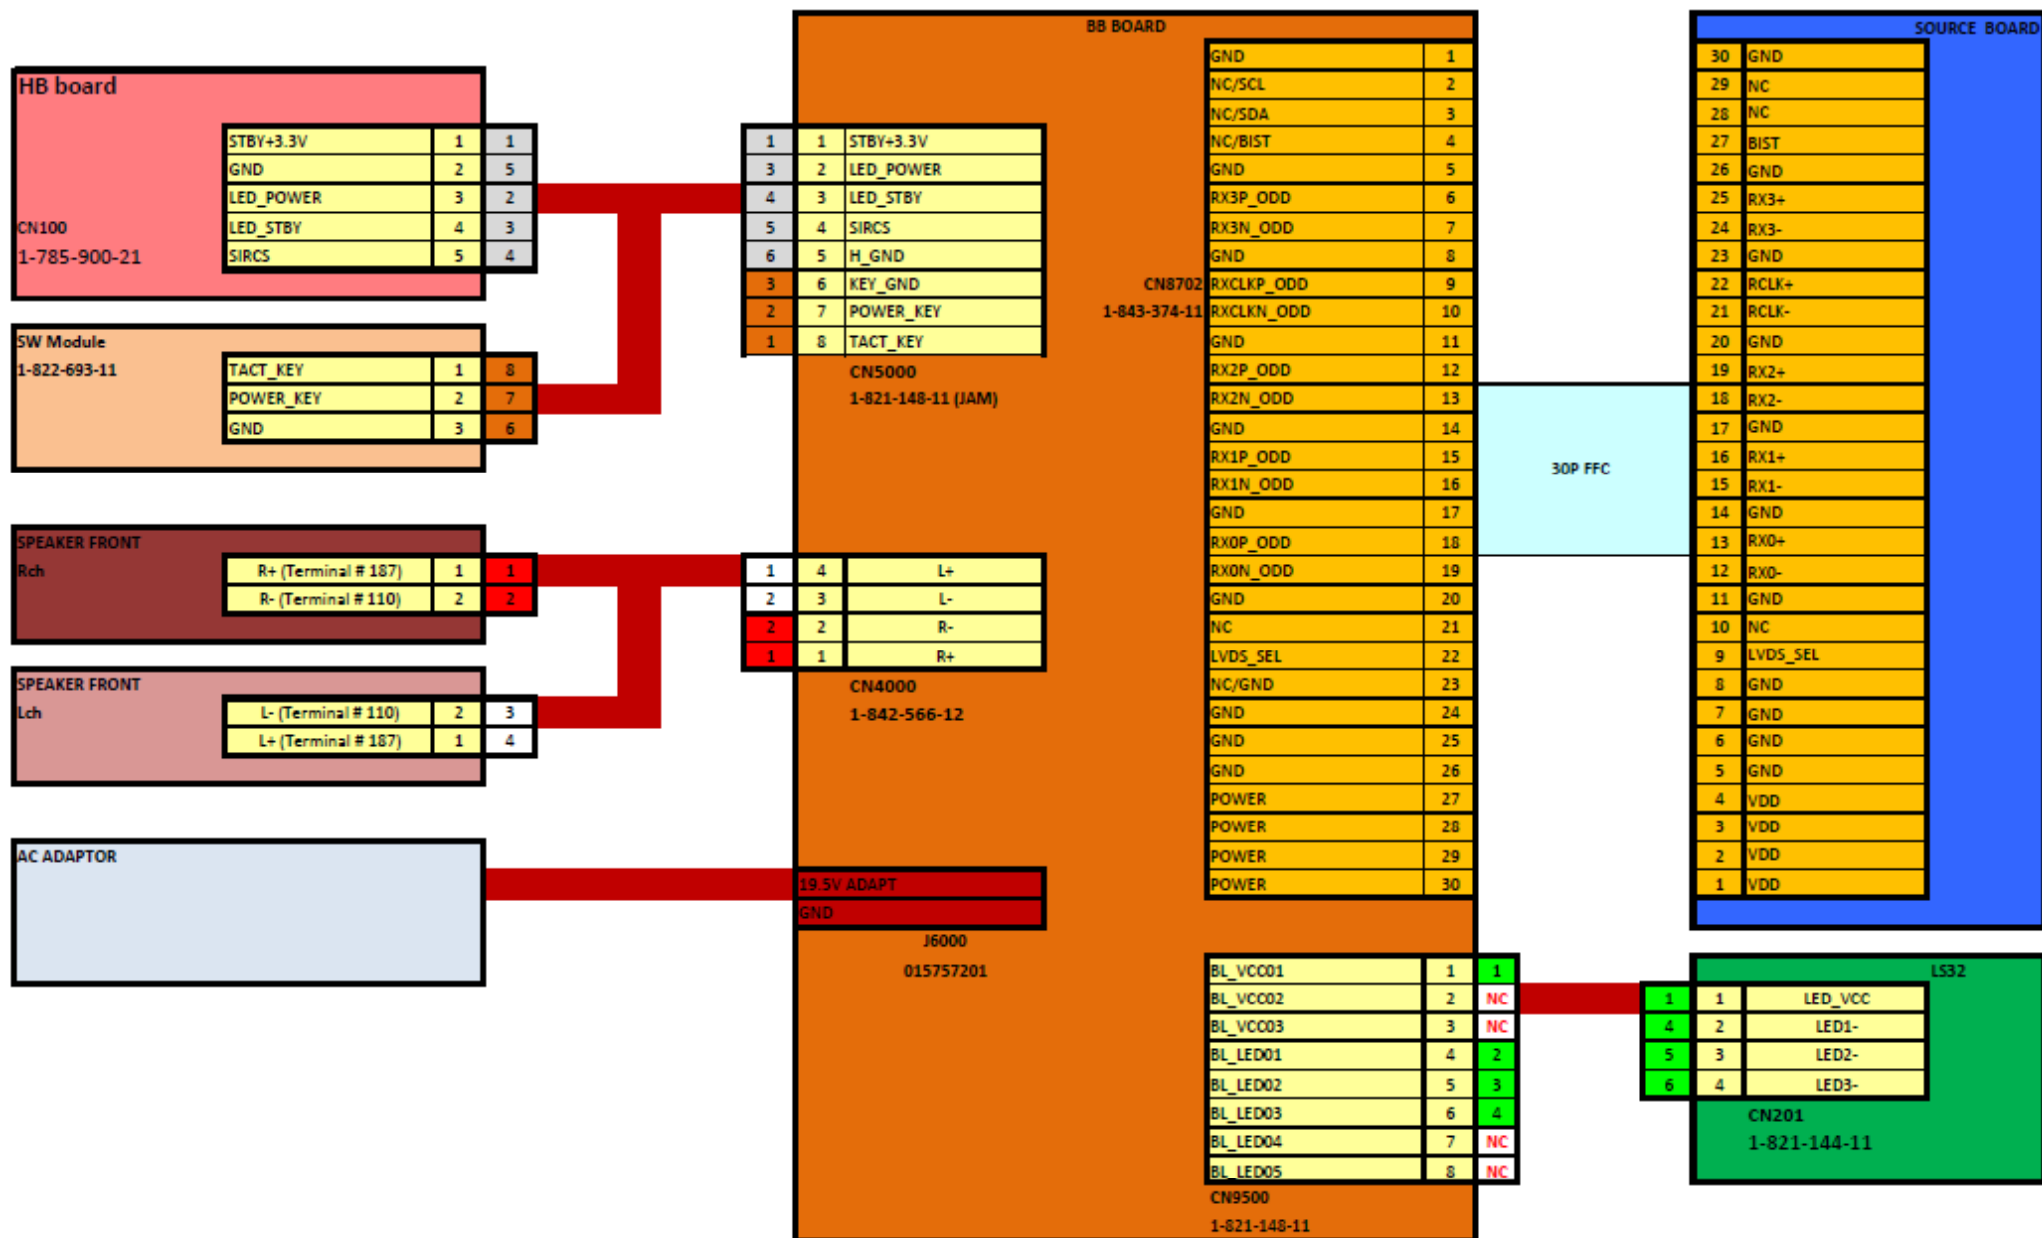 BB BOARD
SOURCE BOARD
HB board
STBY+3.3V 1 1
GND 2 5
LED_POWER 3 2
CN100 LED_STBY 4 3
1-785-900-21 SIRCS 5 4
SW Module
1-822-693-11 TACT_KEY 1 8
POWER_KEY 2 7
GND 3 6
SPEAKER FRONT
Rch R+ (Terminal # 187) 1 1
R- (Terminal # 110) 2 2
SPEAKER FRONT
Lch L- (Terminal # 110) 2 3
L+ (Terminal # 187) 1 4
AC ADAPTOR
1 1 STBY+3.3V
3 2 LED_POWER
4 3 LED_STBY
5 4 SIRCS
6 5 H_GND
3 6 KEY_GND
2 7 POWER_KEY
1 8 TACT_KEY
CN5000
1-821-148-11 (JAM)
1 4 L+
2 3 L-
2 2 R-
1 1 R+
CN4000
1-842-566-12
19.5V ADAPT
GND
J6000
015757201
GND 1
NC/SCL 2
NC/SDA 3
NC/BIST 4
GND 5
RX3P_ODD 6
RX3N_ODD 7
GND 8
CN8702 RXCLKP_ODD 9
1-843-374-11 RXCLKN_ODD 10
GND 11
RX2P_ODD 12
RX2N_ODD 13
GND 14
RX1P_ODD 15
RX1N_ODD 16
GND 17
RX0P_ODD 18
RX0N_ODD 19
GND 20
NC 21
LVDS_SEL 22
NC/GND 23
GND 24
GND 25
GND 26
POWER 27
POWER 28
POWER 29
POWER 30
30P FFC
30 GND
29 NC
28 NC
27 BIST
26 GND
25 RX3+
24 RX3-
23 GND
22 RCLK+
21 RCLK-
20 GND
19 RX2+
18 RX2-
17 GND
16 RX1+
15 RX1-
14 GND
13 RX0+
12 RX0-
11 GND
10 NC
9 LVDS_SEL
8 GND
7 GND
6 GND
5 GND
4 VDD
3 VDD
2 VDD
1 VDD
BL_VCC01 1 1
BL_VCC02 2 NC
BL_VCC03 3 NC
BL_LED01 4 2
BL_LED02 5 3
BL_LED03 6 4
BL_LED04 7 NC
BL_LED05 8 NC
CN9500
1-821-148-11
LS32
1 1 LED_VCC
4 2 LED1-
5 3 LED2-
6 4 LED3-
CN201
1-821-144-11